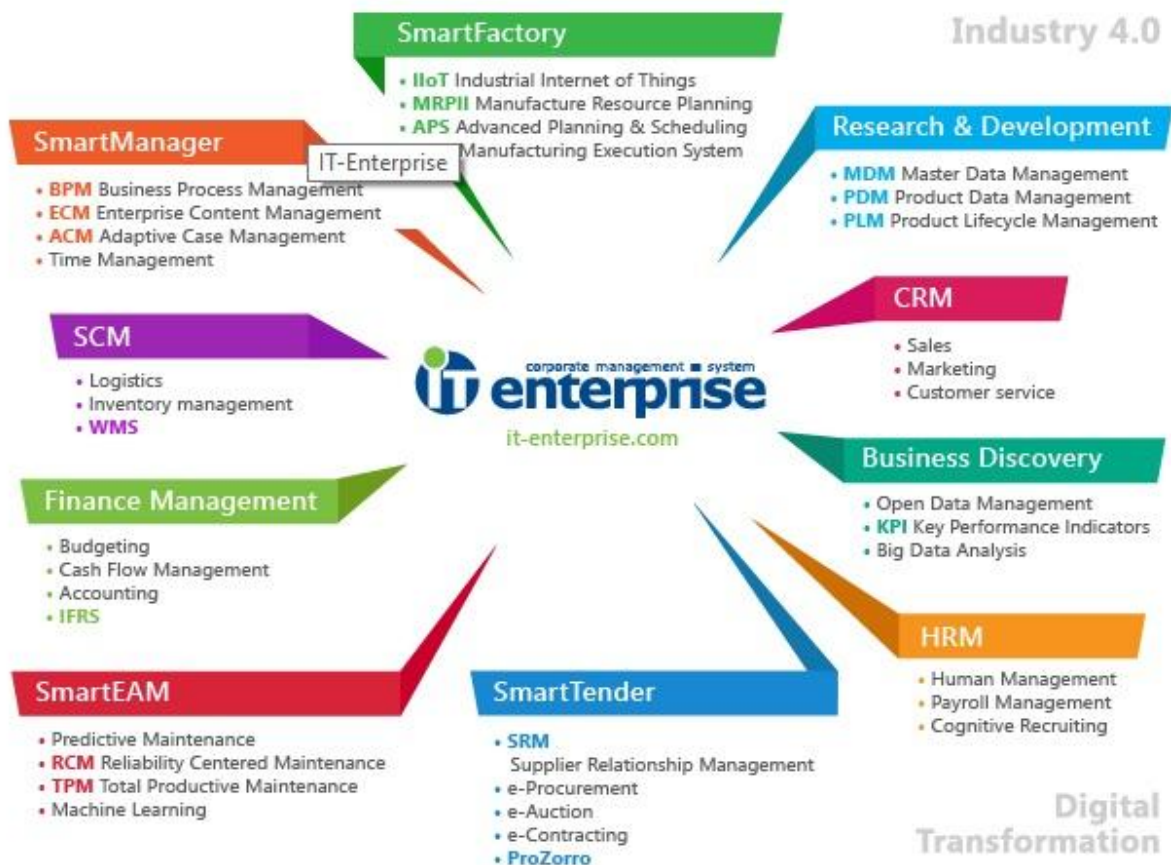 SmartFactory
• IIoT Industrial Internet of Things
• MRPII Manufacture Resource Planning
• APS Advanced Planning & Scheduling
Manufacturing Execution System
Industry 4.0
SmartManager
• BPM Business Process Management
• ECM Enterprise Content Management
• ACM Adaptive Case Management
• Time Management
IT-Enterprise
Research & Development
• MDM Master Data Management
• PDM Product Data Management
• PLM Product Lifecycle Management
SCM
• Logistics
• Inventory management
• WMS
corporate management ■ system
it enterprise
it-enterprise.com
CRM
• Sales
• Marketing
• Customer service
Finance Management
• Budgeting
• Cash Flow Management
• Accounting
• IFRS
Business Discovery
• Open Data Management
• KPI Key Performance Indicators
• Big Data Analysis
SmartEAM
• Predictive Maintenance
• RCM Reliability Centered Maintenance
• TPM Total Productive Maintenance
• Machine Learning
SmartTender
• SRM
Supplier Relationship Management
• e-Procurement
• e-Auction
• e-Contracting
• ProZorro
HRM
• Human Management
• Payroll Management
• Cognitive Recruiting
Digital
Transformation